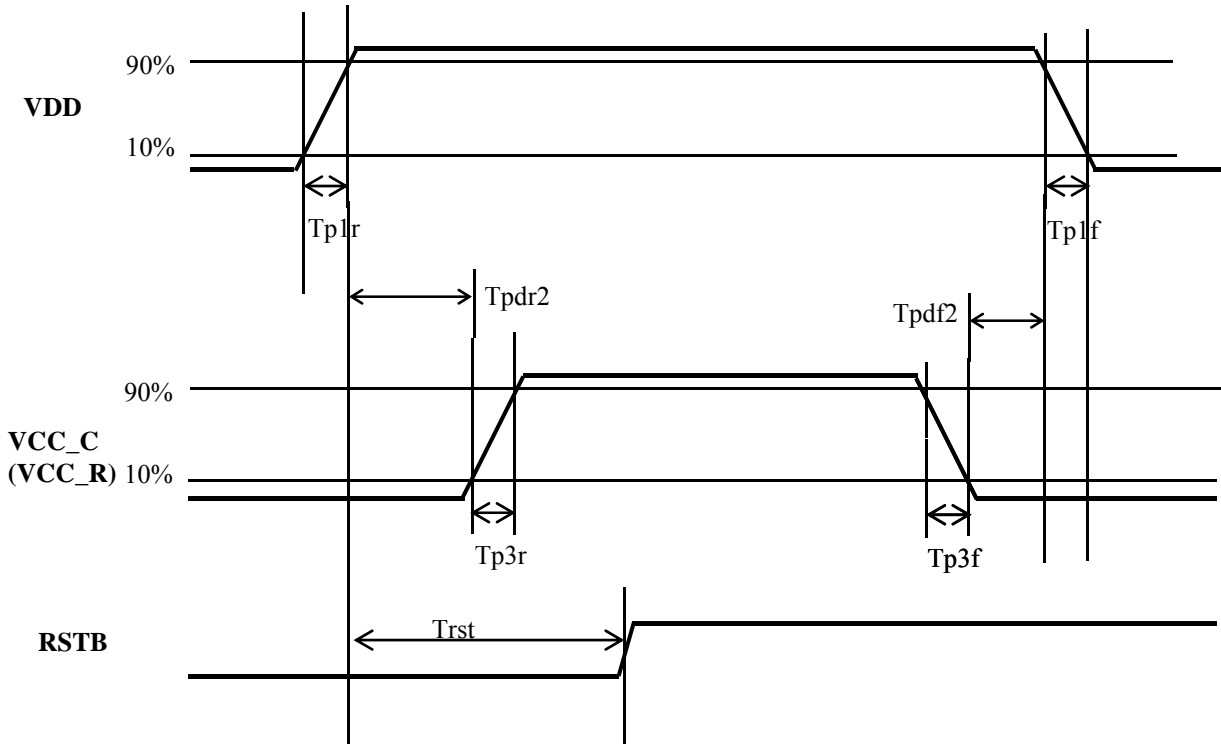 90%
VDD
10%
Tp1r
Tp1f
Tpdr2
Tpdf2
90%
VCC_C
(VCC_R) 10%
Tp3r
Tp3f
Trst
RSTB